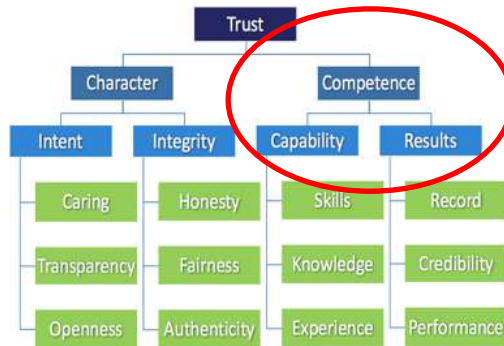 Trust
Character Competence
Intent Integrity Capability Results
Caring Honesty Skills Record
Transparency Fairness Knowledge Credibility
Openness Authenticity Experience Performance